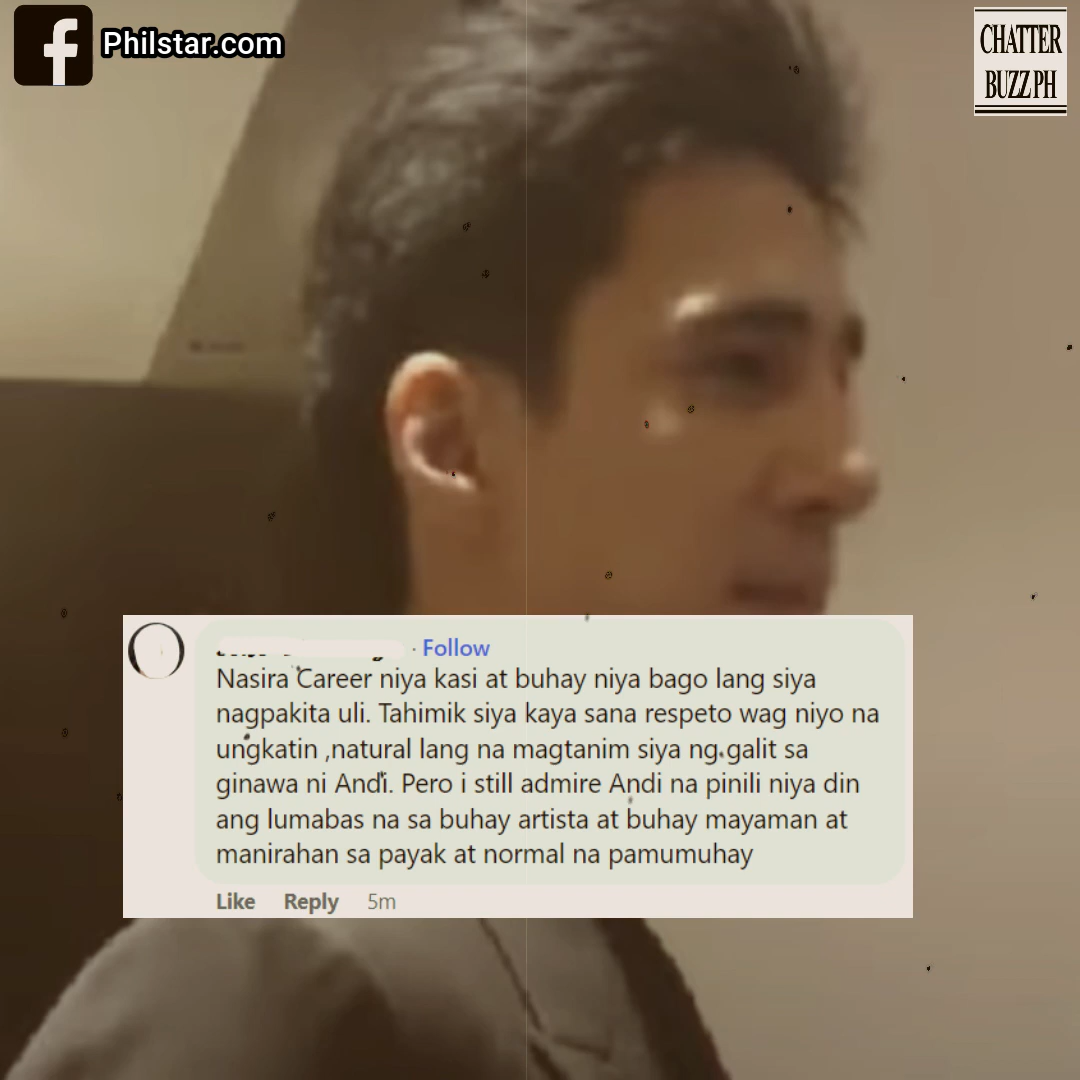 Philstar.com
CHATTER
BUZZ PH
· Follow
Nasira Career niya kasi at buhay niya bago lang siya
nagpakita uli. Tahimik siya kaya sana respeto wag niyo na
ungkatin ,natural lang na magtanim siya ng galit sa
ginawa ni Andi. Pero i still admire Andi na pinili niya din
ang lumabas na sa buhay artista at buhay mayaman at
manirahan sa payak at normal na pamumuhay
Like Reply 5m